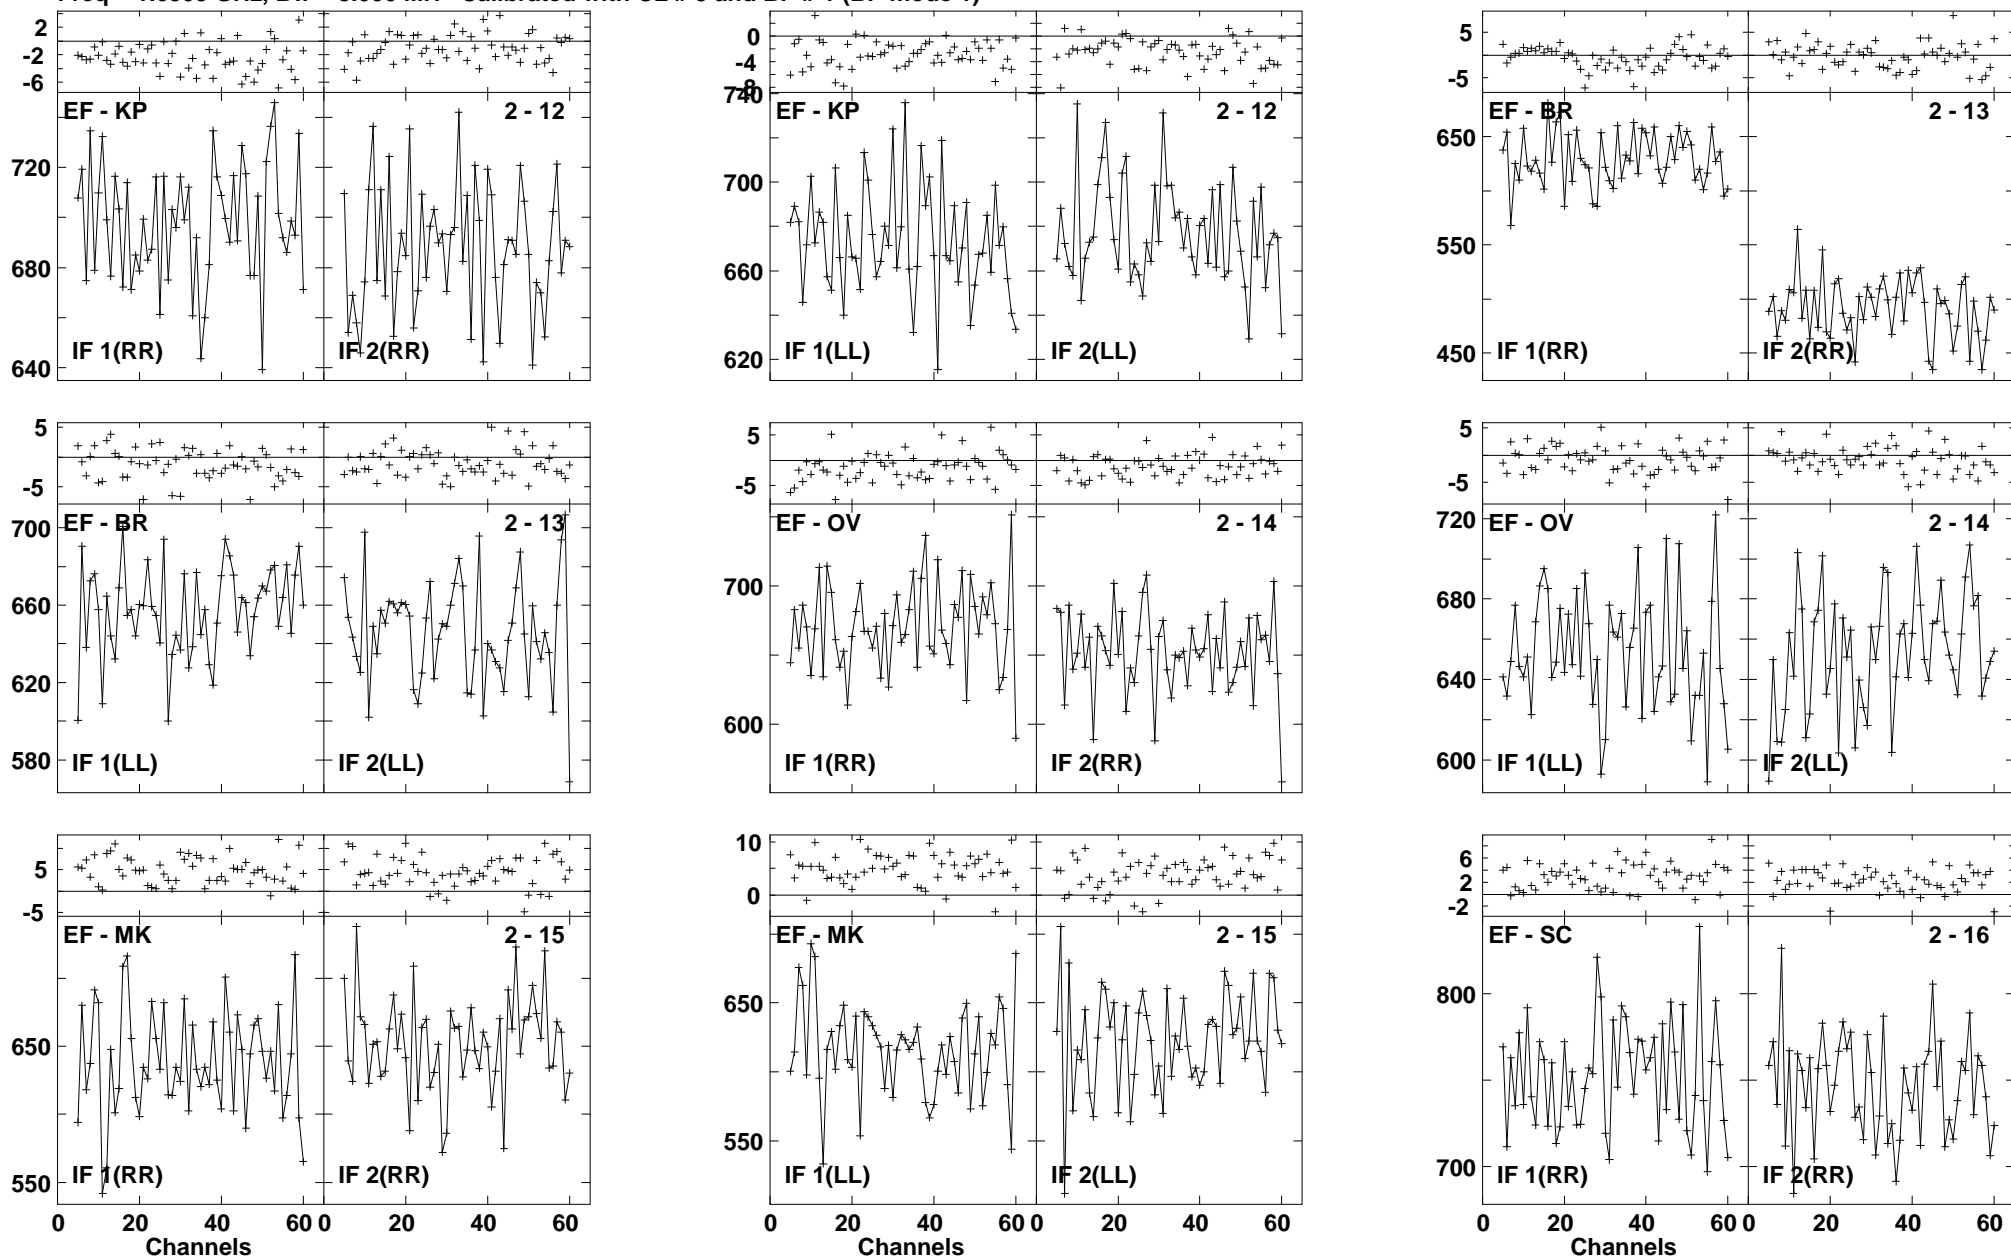 2 0 -2 -4 -6
EF - KP 2 - 12
720 680 640
IF 1(RR) IF 2(RR)
0 -4 -8
EF - KP 2 - 12
740 700 660 620
IF 1(LL) IF 2(LL)
5 -5
EF - BR 2 - 13
650 550 450
IF 1(RR) IF 2(RR)
5 -5
EF - BR 2 - 13
700 660 620 580
IF 1(LL) IF 2(LL)
5 -5
EF - OV 2 - 14
700 600
IF 1(RR) IF 2(RR)
5 -5
EF - OV 2 - 14
720 680 640 600
IF 1(LL) IF 2(LL)
5 -5
EF - MK 2 - 15
650 550
IF 1(RR) IF 2(RR)
0 20 40 60 0 20 40 60
Channels
10 5 0
EF - MK 2 - 15
650 550
IF 1(LL) IF 2(LL)
0 20 40 60 0 20 40 60
Channels
6 2 -2
EF - SC 2 - 16
800 700
IF 1(RR) IF 2(RR)
0 20 40 60 0 20 40 60
Channels